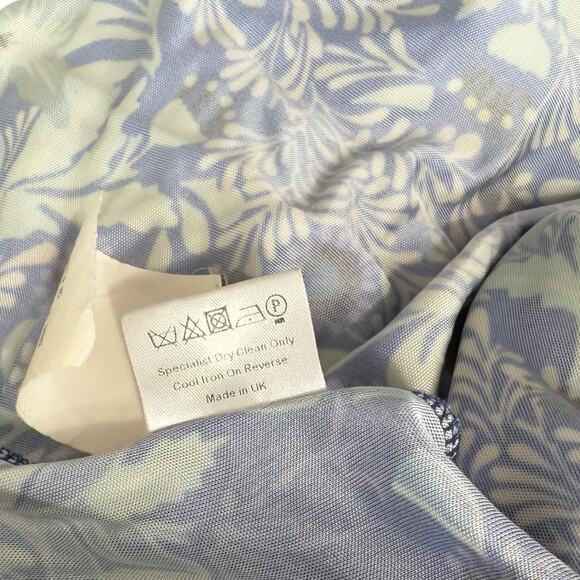 P
Specialist Dry Clean Only
Cool Iron On Reverse
Made in UK